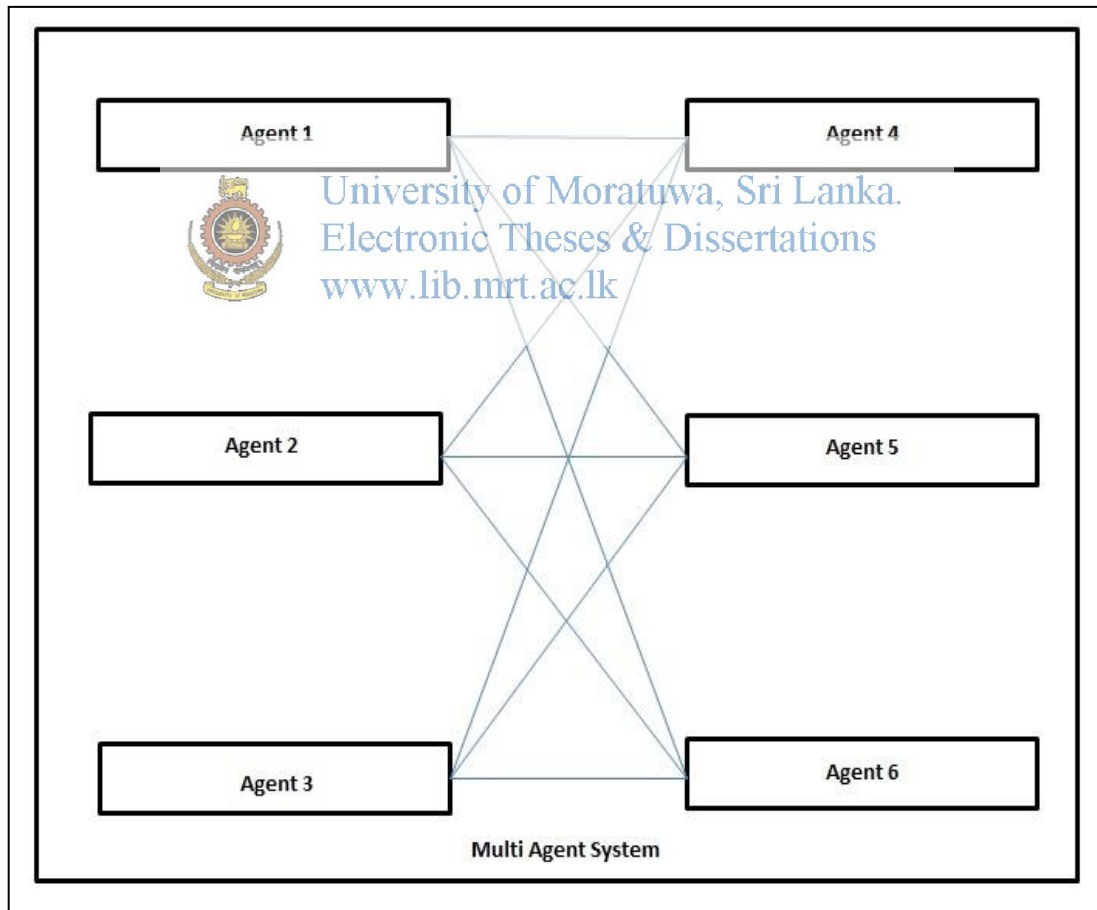 Agent 1
Agent 4
University of Moratuwa, Sri Lanka.
Electronic Theses & Dissertations
www.lib.mrt.ac.lk
Agent 2
Agent 5
Agent 3
Agent 6
Multi Agent System